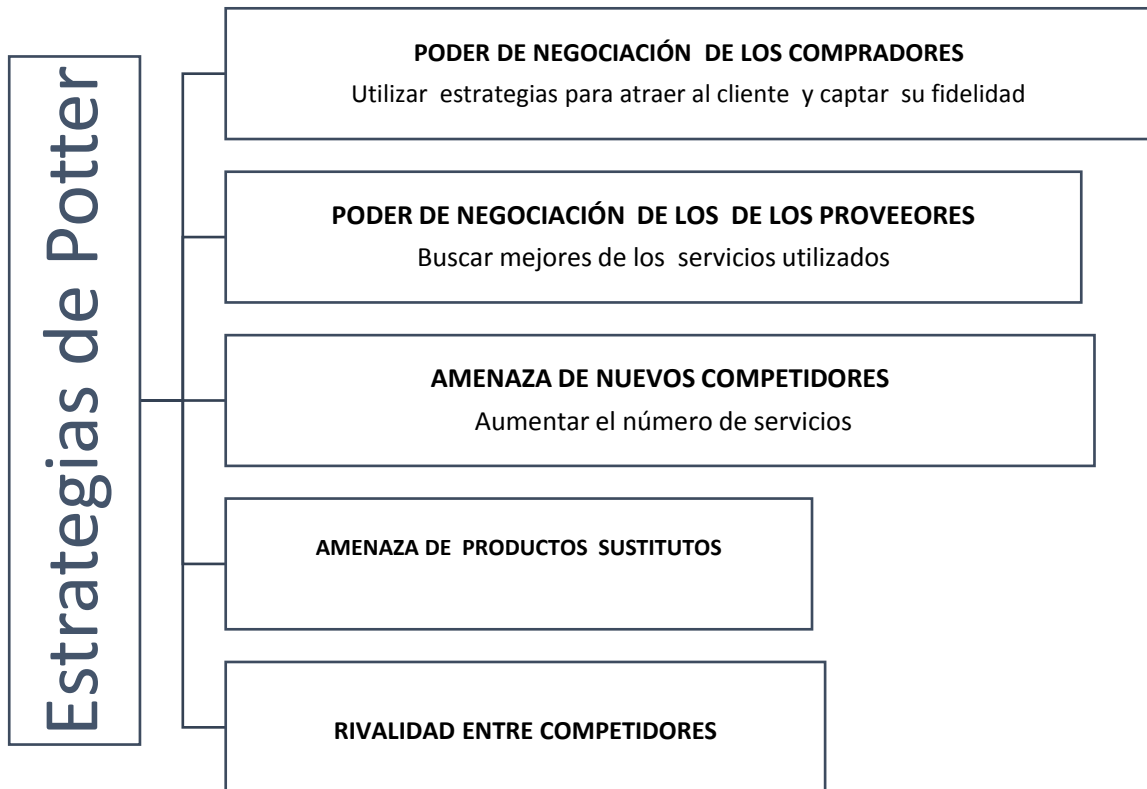 Estrategias de Potter
PODER DE NEGOCIACIÓN DE LOS COMPRADORES
Utilizar estrategias para atraer al cliente y captar su fidelidad
PODER DE NEGOCIACIÓN DE LOS DE LOS PROVEEORES
Buscar mejores de los servicios utilizados
AMENAZA DE NUEVOS COMPETIDORES
Aumentar el número de servicios
AMENAZA DE PRODUCTOS SUSTITUTOS
RIVALIDAD ENTRE COMPETIDORES